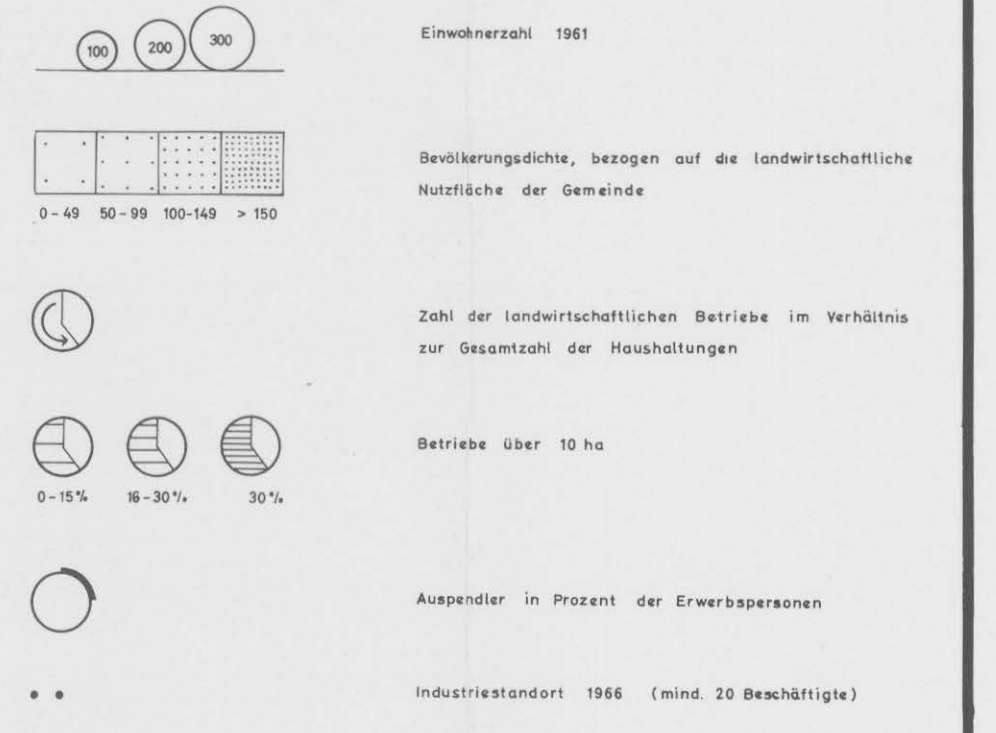 100 200 300
Einwohnerzahl 1961
Bevölkerungsdichte, bezogen auf die landwirtschaftliche
Nutzfläche der Gemeinde
0-49 50-99 100-149 > 150
Zahl der landwirtschaftlichen Betriebe im Verhältnis
zur Gesamtzahl der Haushaltungen
Betriebe über 10 ha
0-15% 16-30% 30%
Auspendler in Prozent der Erwerbspersonen
Industriestandort 1966 (mind. 20 Beschäftigte)